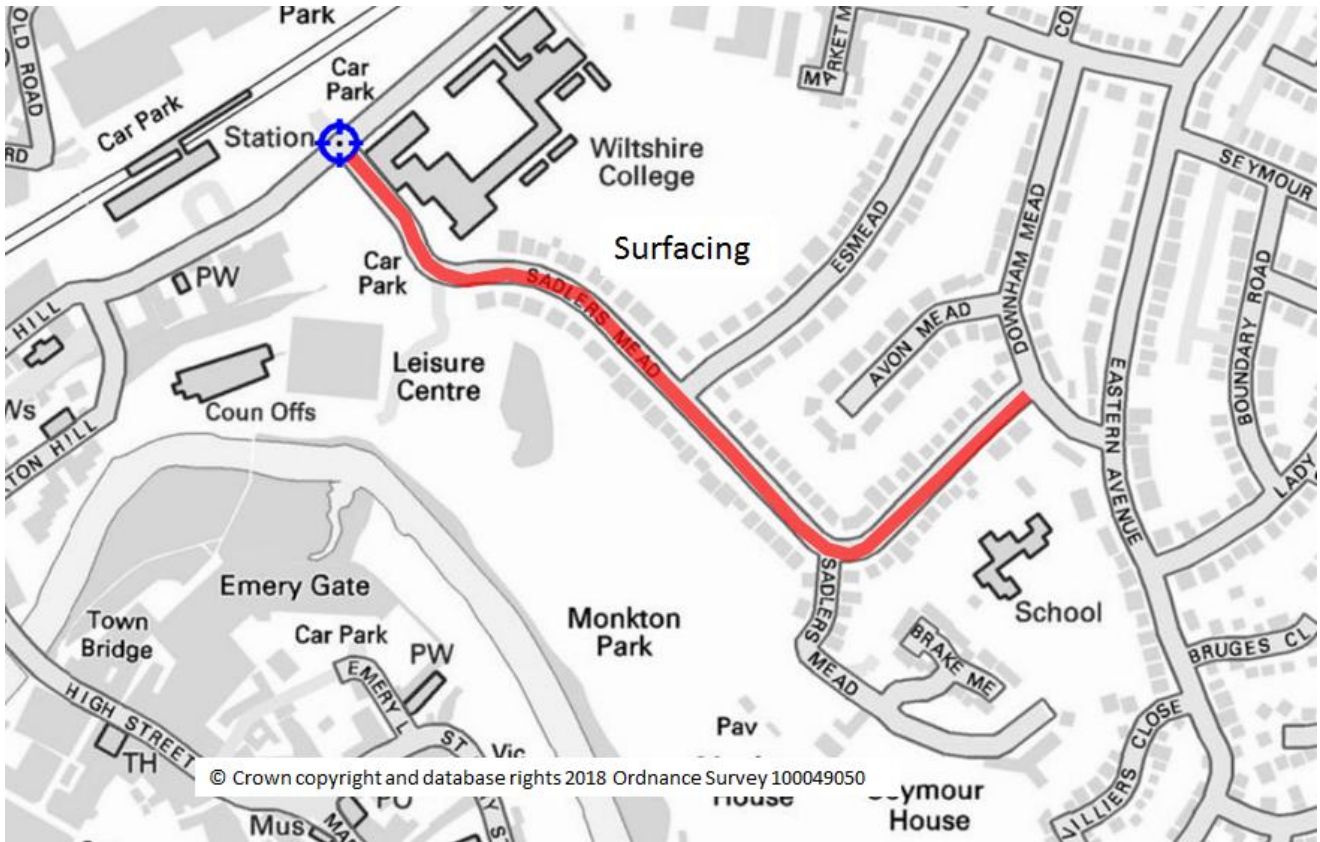 OLD ROAD
RD
Park
Car
Park
Car Park
Station
Wiltshire
College
MARKET M
Surfacing
ESMEAD
DOWNHAM MEAD
AVON MEAD
SEYMOUR
BOUNDARY ROAD
EASTERN AVENUE
LADY
PW
Car
Park
SADLERS MEAD
HILL
Leisure
Centre
Ws
Coun Offs
TON HILL
Emery Gate
Town
Bridge
Car Park
PW
EMERY L
ST
HIGH STREET
TH
Vic
Monkton
Park
SADLERS
MEAD
BRAKE ME
School
BRUGES CL
VILLIERS CLOSE
Pav
© Crown copyright and database rights 2018 Ordnance Survey 100049050
House
Seymour
House
PO
Mus